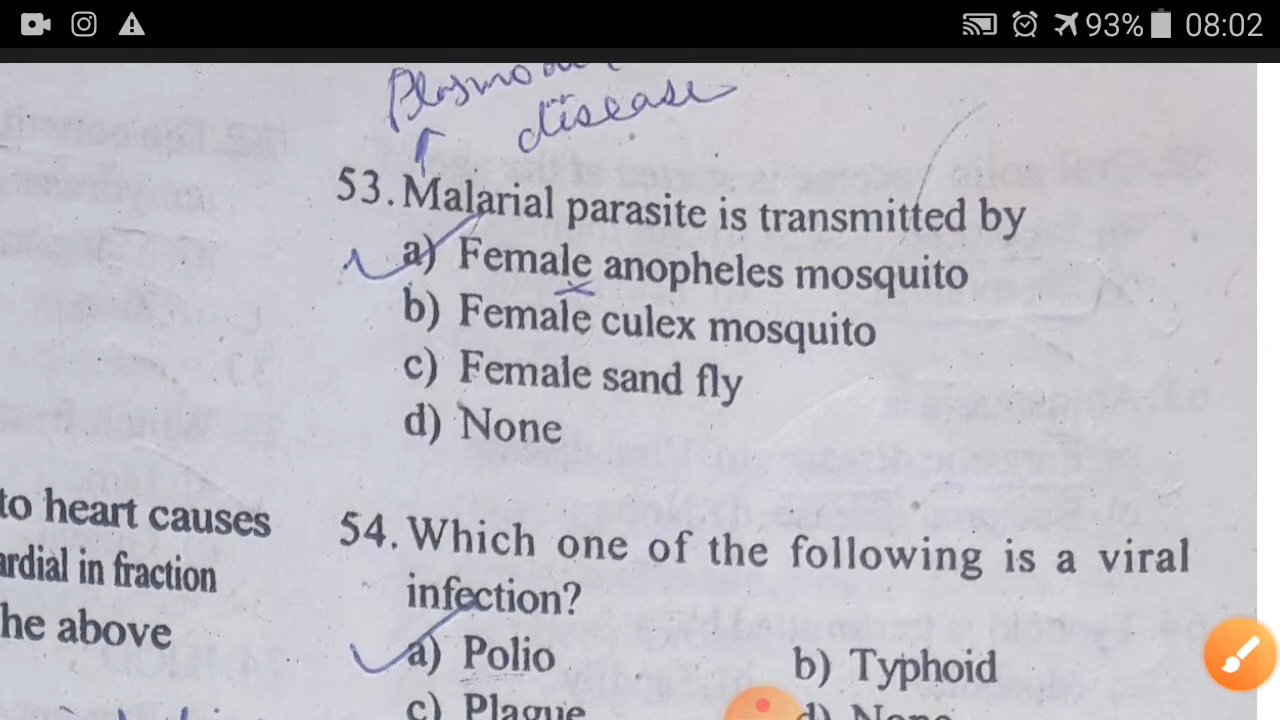 93% 08:02
disease
53. Malarial parasite is transmitted by
a) Female anopheles mosquito
b) Female culex mosquito
c) Female sand fly
d) None
to heart causes
rdial in fraction
he above
54. Which one of the following is a viral
infection?
a) Polio
b) Typhoid
c) Plague
d) None